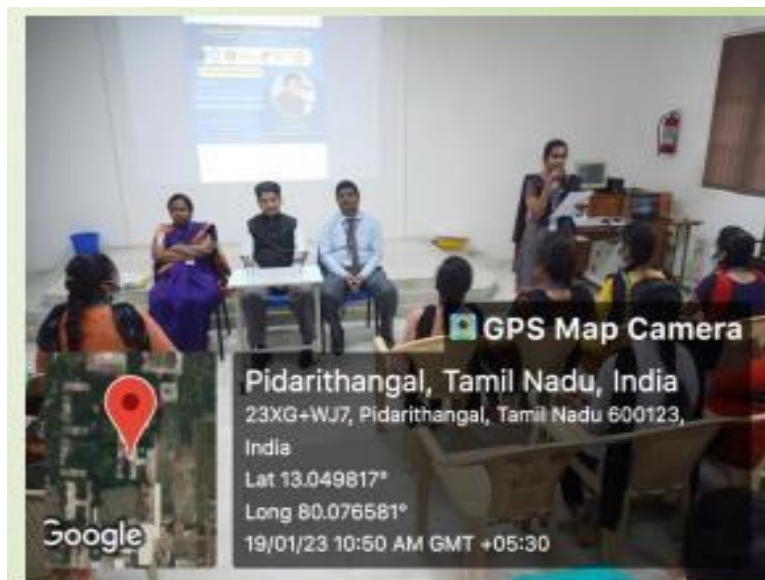 GPS Map Camera
Pidarithangal, Tamil Nadu, India
23XG+WJ7, Pidarithangal, Tamil Nadu 600123,
India
Lat 13.049817°
Long 80.076581°
19/01/23 10:50 AM GMT +05:30
Google